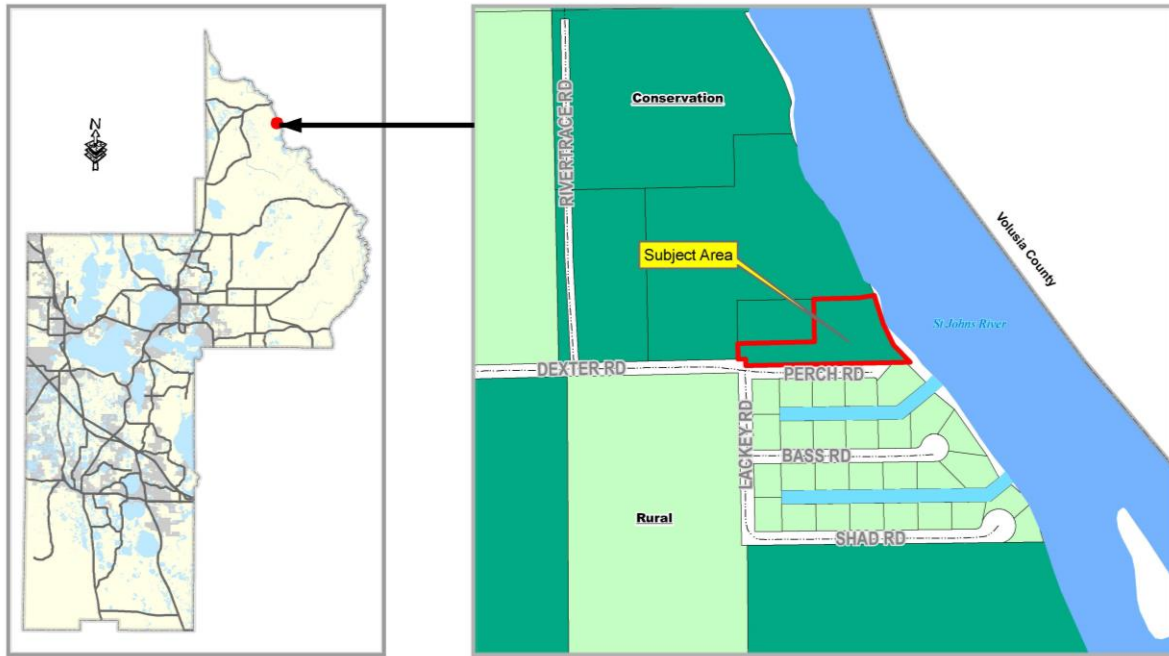 N
Conservation
RIVERTRACE RD
Subject Area
Volusia County
St Johns River
DEXTER RD
PERCH RD
LACKEY RD
BASS RD
Rural
SHAD RD